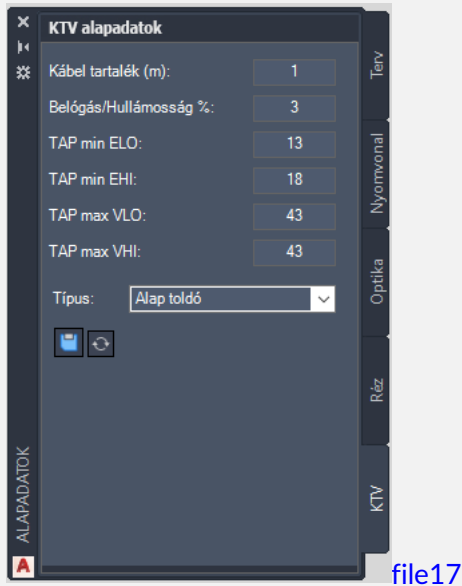 KTV alapadatok
Kábel tartalék (m): 1
Belógás/Hullámosság %: 3
TAP min ELO: 13
TAP min EHI: 18
TAP max VLO: 43
TAP max VHI: 43
Típus: Alap toldó
Terv
Nyomvonal
Optika
Réz
KTV
ALAPADATOK
A
file17